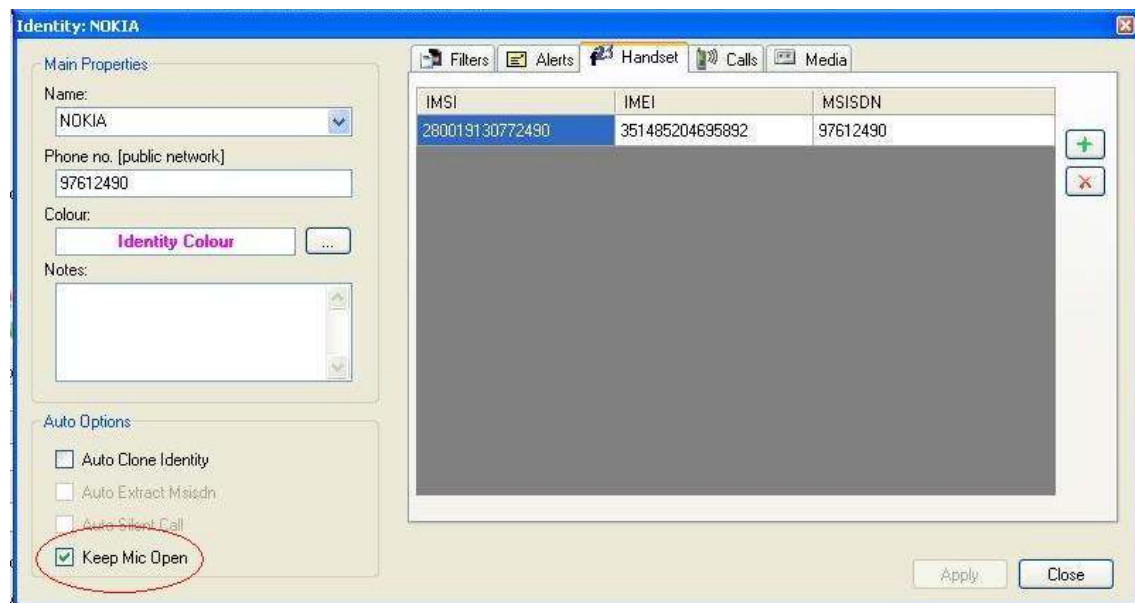 Identity: NOKIA
Main Properties
Name:
NOKIA
Phone no. [public network]
97612490
Colour:
Identity Colour
...
Notes:
Auto Options
Auto Clone Identity
Auto Extract Msisdn
Auto Silent Call
Keep Mic Open
Filters Alerts Handset Calls Media
IMSI IMEI MSISDN
280019130772490 351485204695892 97612490
Apply Close